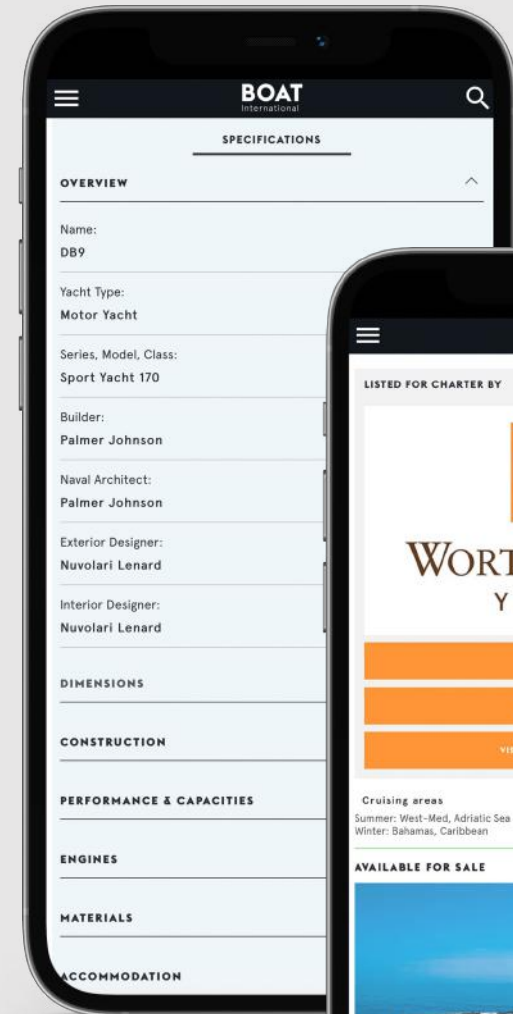 BOAT
International
SPECIFICATIONS
OVERVIEW
Name:
DB9
Yacht Type:
Motor Yacht
Series, Model, Class:
Sport Yacht 170
Builder:
Palmer Johnson
Naval Architect:
Palmer Johnson
Exterior Designer:
Nuvolari Lenard
Interior Designer:
Nuvolari Lenard
DIMENSIONS
CONSTRUCTION
PERFORMANCE & CAPACITIES
ENGINES
MATERIALS
ACCOMMODATION
LISTED FOR CHARTER BY
Cruising areas
Summer: West-Med, Adriatic Sea
Winter: Bahamas, Caribbean
AVAILABLE FOR SALE